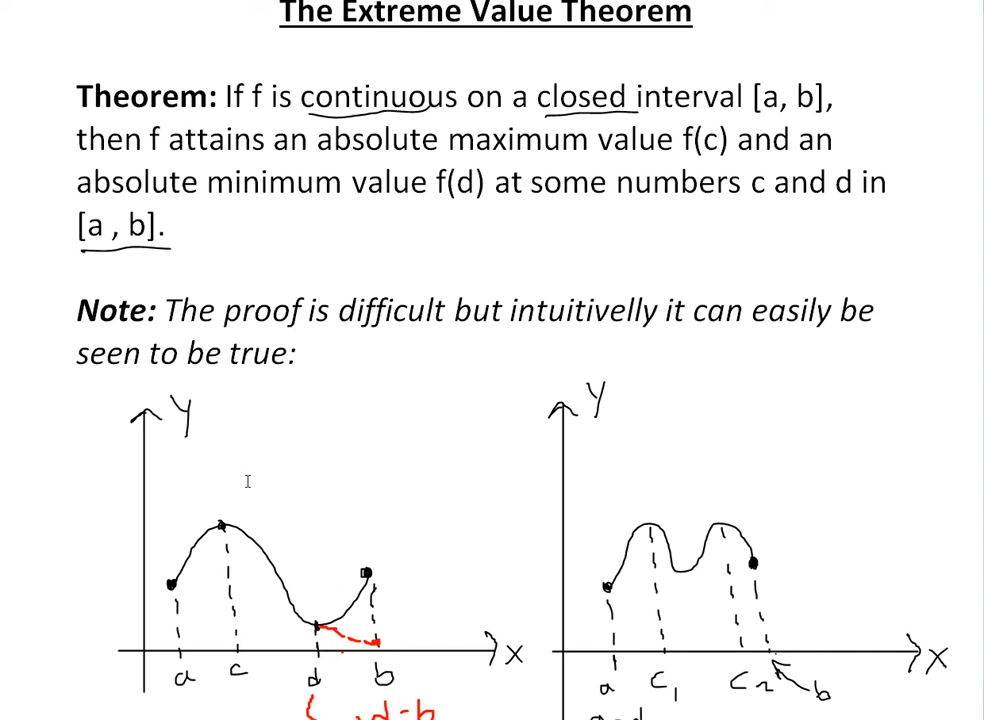 The Extreme Value Theorem
Theorem: If f is continuous on a closed interval [a, b],
then f attains an absolute maximum value f(c) and an
absolute minimum value f(d) at some numbers c and d in
[a , b].
Note: The proof is difficult but intuitivelly it can easily be
seen to be true:
Y
a c d b X
d = b
Y
a C₁ C₂ b X